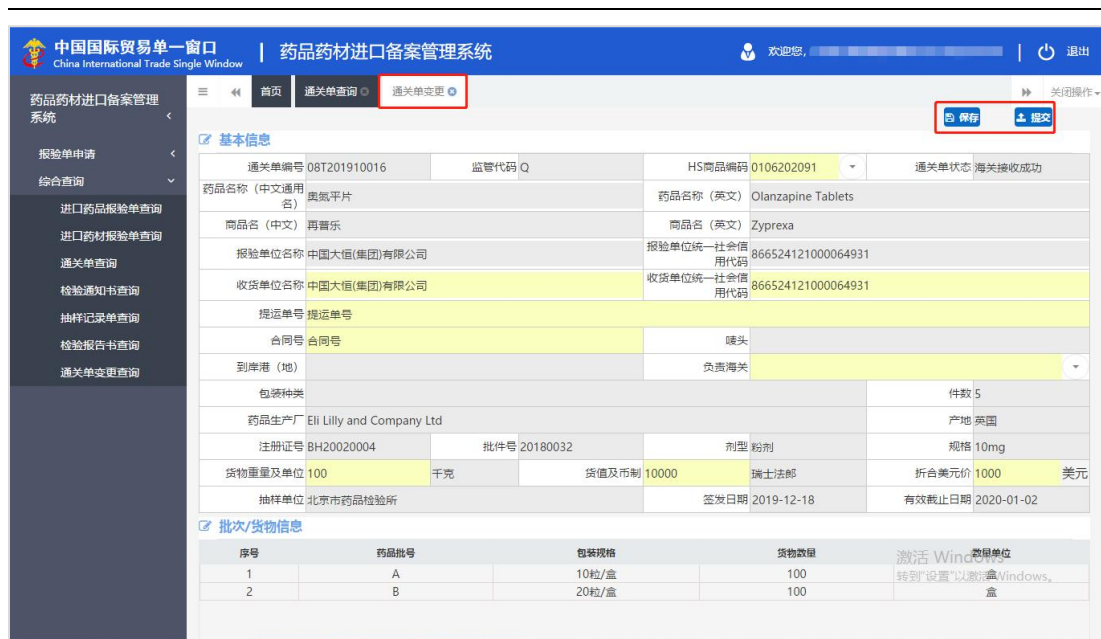 中国国际贸易单一窗口
China International Trade Single Window
药品药材进口备案管理系统
欢迎您,
退出
药品药材进口备案管理系统
报验单申请
综合查询
进口药品报验单查询
进口药材报验单查询
通关单查询
检验通知书查询
抽样记录单查询
检验报告书查询
通关单变更查询
首页 通关单查询 通关单变更 关闭操作
保存 提交
基本信息
通关单编号 08T201910016 监管代码 Q HS商品编码 0106202091 通关单状态 海关接收成功
药品名称（中文通用名） 奥氮平片 药品名称（英文） Olanzapine Tablets
商品名（中文） 再普乐 商品名（英文） Zyprexa
报验单位名称 中国大恒(集团)有限公司 报验单位统一社会信用代码 866524121000064931
收货单位名称 中国大恒(集团)有限公司 收货单位统一社会信用代码 866524121000064931
提运单号 提运单号
合同号 合同号 唛头
到岸港（地） 负责海关
包装种类 件数 5
药品生产厂 Eli Lilly and Company Ltd 产地 英国
注册证号 BH20020004 批件号 20180032 剂型 粉剂 规格 10mg
货物重量及单位 100 千克 货值及币制 10000 瑞士法郎 折合美元价 1000 美元
抽样单位 北京市药品检验所 签发日期 2019-12-18 有效截止日期 2020-01-02
批次/货物信息
序号 药品批号 包装规格 货物数量 数量单位
1 A 10粒/盒 100 盒
2 B 20粒/盒 100 盒
激活 Windows
转到"设置"以激活 Windows。